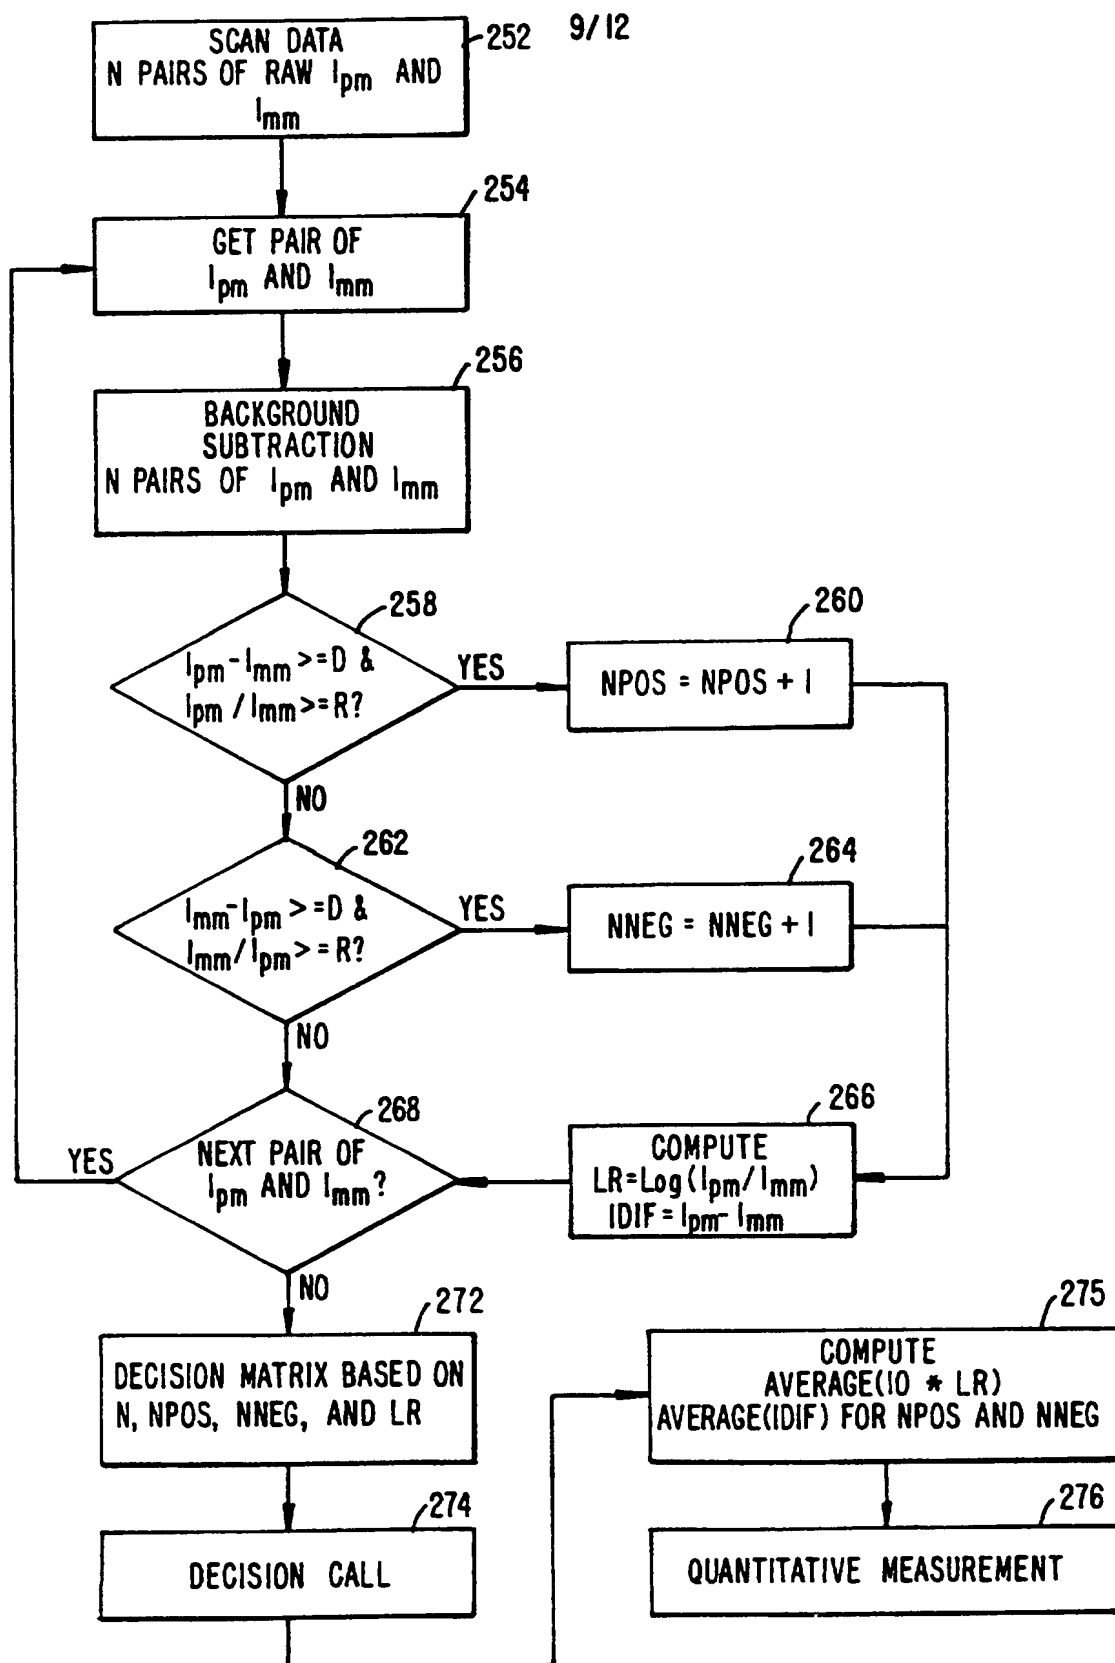 9/12
SCAN DATA
N PAIRS OF RAW Ipm AND
Imm
252
254
GET PAIR OF
Ipm AND Imm
256
BACKGROUND
SUBTRACTION
N PAIRS OF Ipm AND Imm
258
Ipm-Imm >=D &
Ipm / Imm >=R?
YES
260
NPOS = NPOS + 1
NO
262
Imm-Ipm >=D &
Imm/Ipm >=R?
YES
264
NNEG = NNEG + 1
NO
268
NEXT PAIR OF
Ipm AND Imm?
YES
266
COMPUTE
LR=Log(Ipm/Imm)
IDIF=Ipm-Imm
NO
272
DECISION MATRIX BASED ON
N, NPOS, NNEG, AND LR
274
DECISION CALL
275
COMPUTE
AVERAGE(10 * LR)
AVERAGE(IDIF) FOR NPOS AND NNEG
276
QUANTITATIVE MEASUREMENT